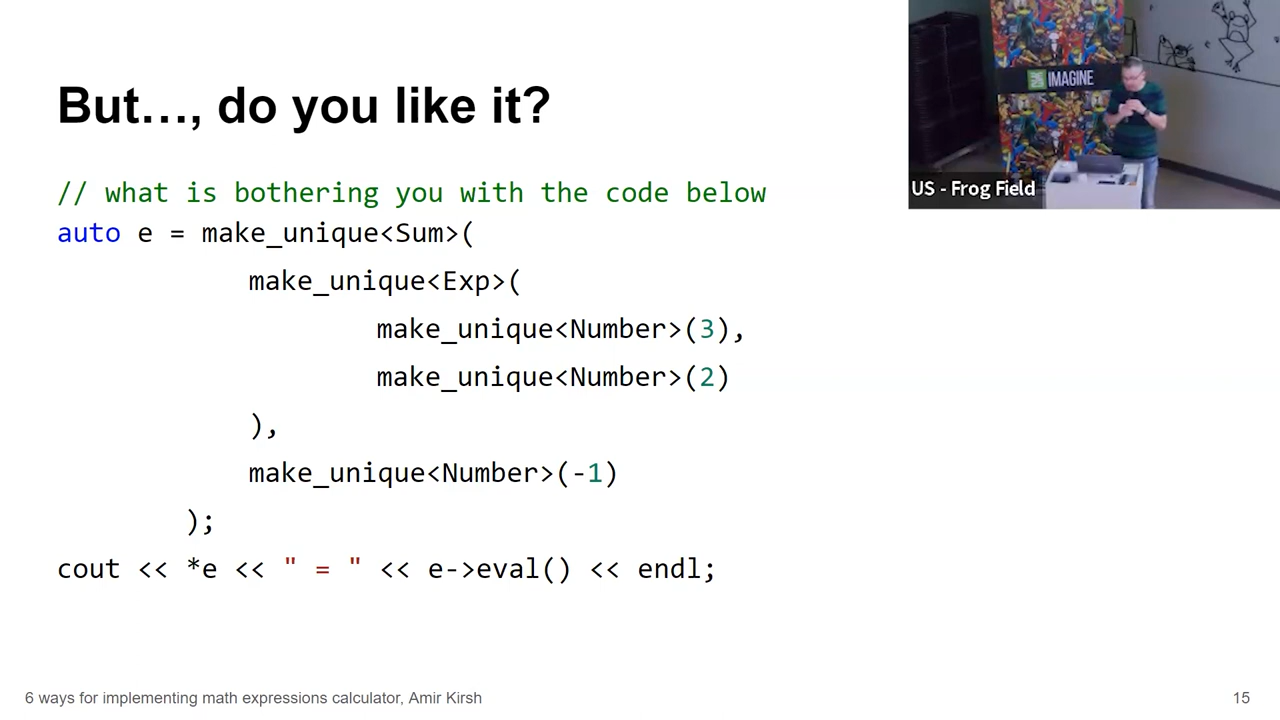 But…, do you like it?
// what is bothering you with the code below
auto e = make_unique<Sum>(
make_unique<Exp>(
make_unique<Number>(3),
make_unique<Number>(2)
),
make_unique<Number>(-1)
);
cout << *e << " = " << e->eval() << endl;
6 ways for implementing math expressions calculator, Amir Kirsh
15
IMAGINE
US - Frog Field